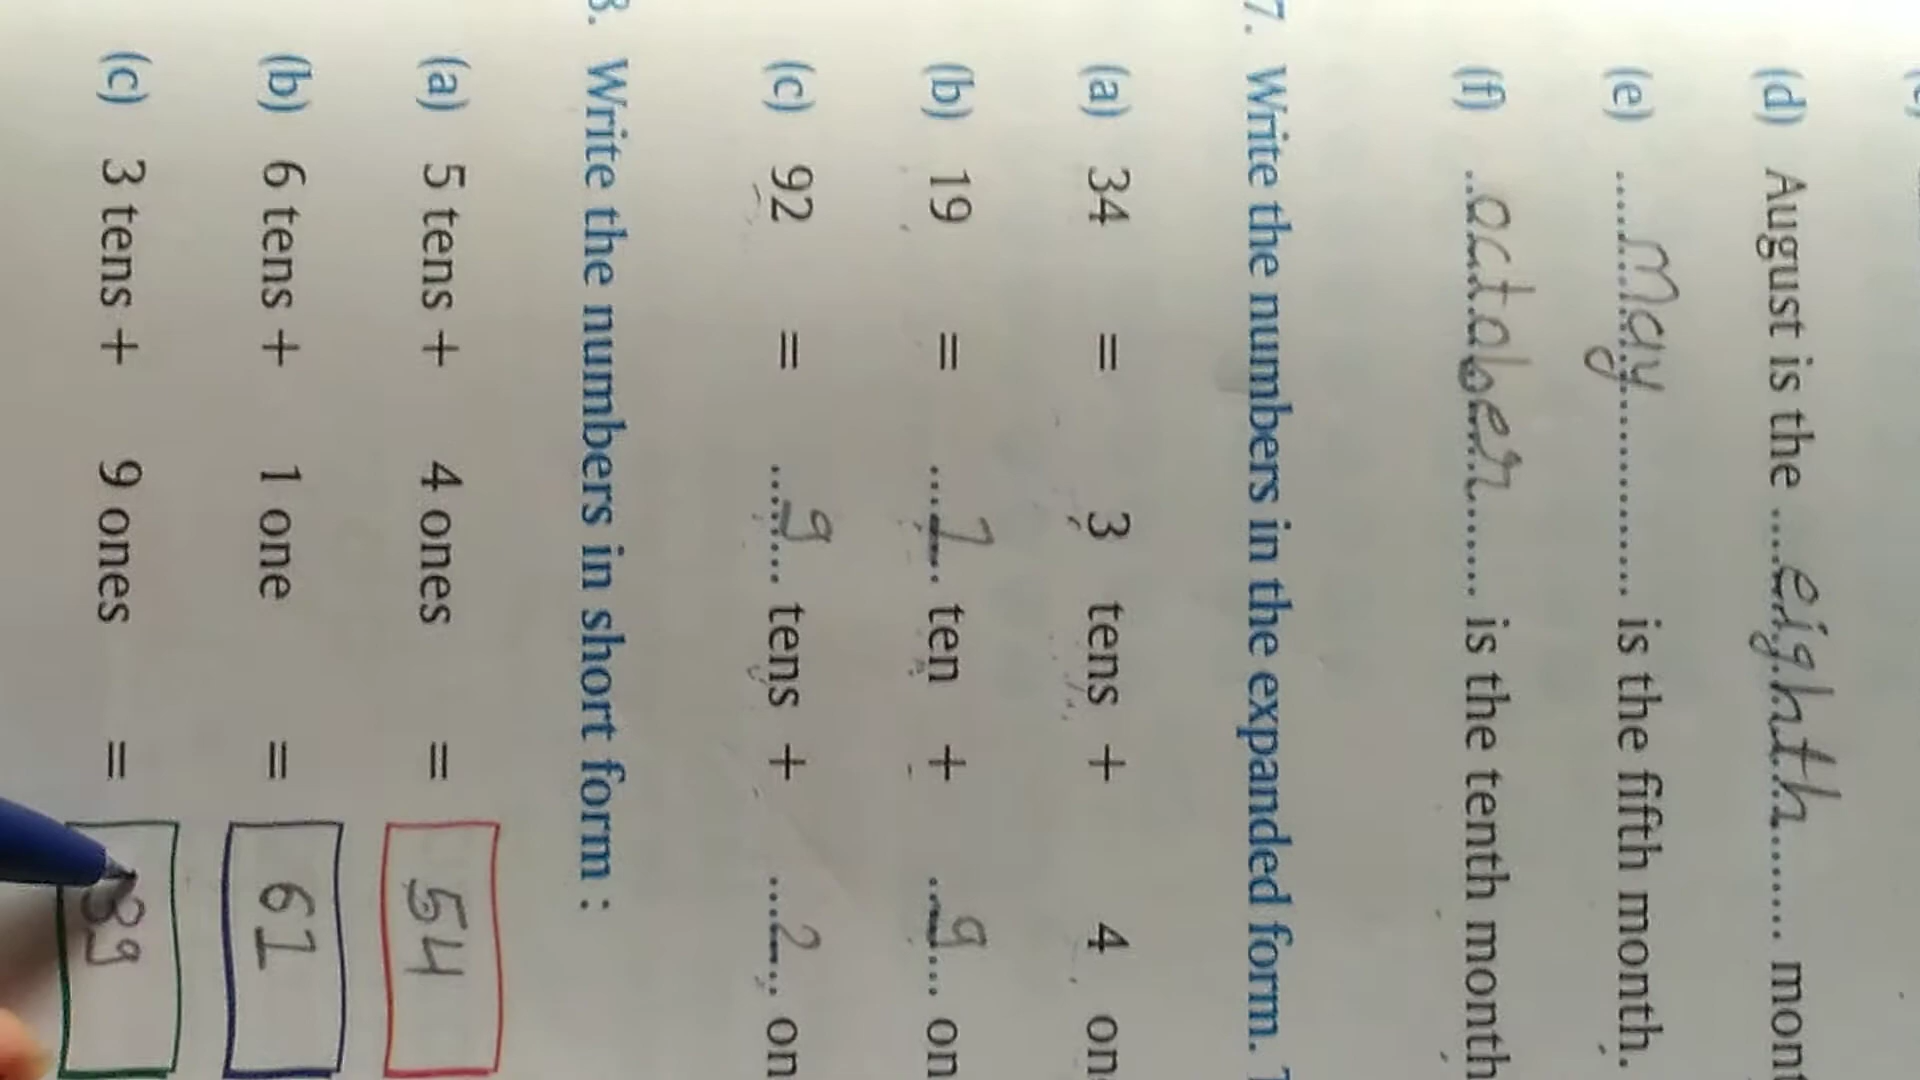 (d) August is the ....eighth........ mont
(e) .....May............... is the fifth month.
(f) ..actober....... is the tenth month
7. Write the numbers in the expanded form.
(a) 34 = 3 tens + 4 on
(b) 19 = ....1.... ten + ...9... on
(c) 92 = ....9.... tens + ....2... on
8. Write the numbers in short form :
(a) 5 tens + 4 ones = 54
(b) 6 tens + 1 one = 61
(c) 3 tens + 9 ones = 39